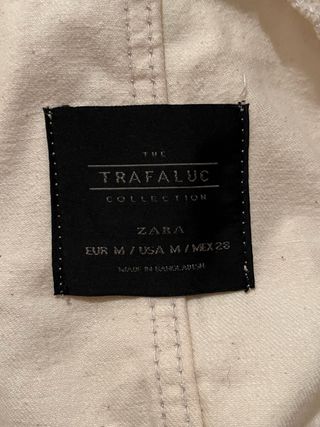 THE
TRAFALUC
COLLECTION
ZARA
EUR M / USA M / MEX 28
MADE IN BANGLADESH